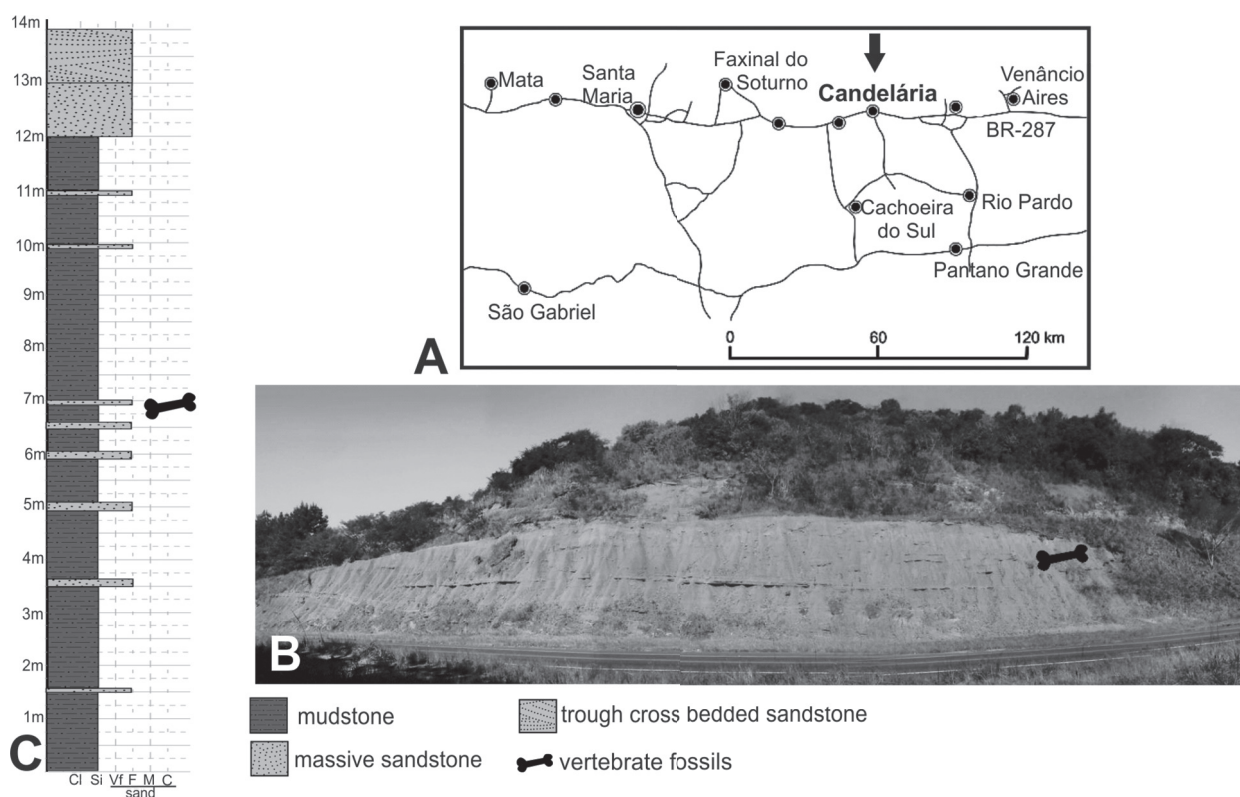 14m
13m
12m
11m
10m
9m
8m
7m
6m
5m
4m
3m
2m
1m
C
Cl Si Vf F M C
sand
Mata
Santa
Maria
Faxinal do
Soturno
Candelária
Venâncio
Aires
BR-287
Cachoeira
do Sul
Rio Pardo
Pantano Grande
São Gabriel
0 60 120 km
A
B
mudstone
trough cross bedded sandstone
massive sandstone
vertebrate fossils